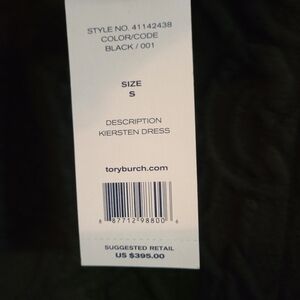 STYLE NO. 41142438
COLOR/CODE
BLACK / 001
SIZE
S
DESCRIPTION
KIERSTEN DRESS
toryburch.com
8 87712 98800 6
SUGGESTED RETAIL
US $395.00